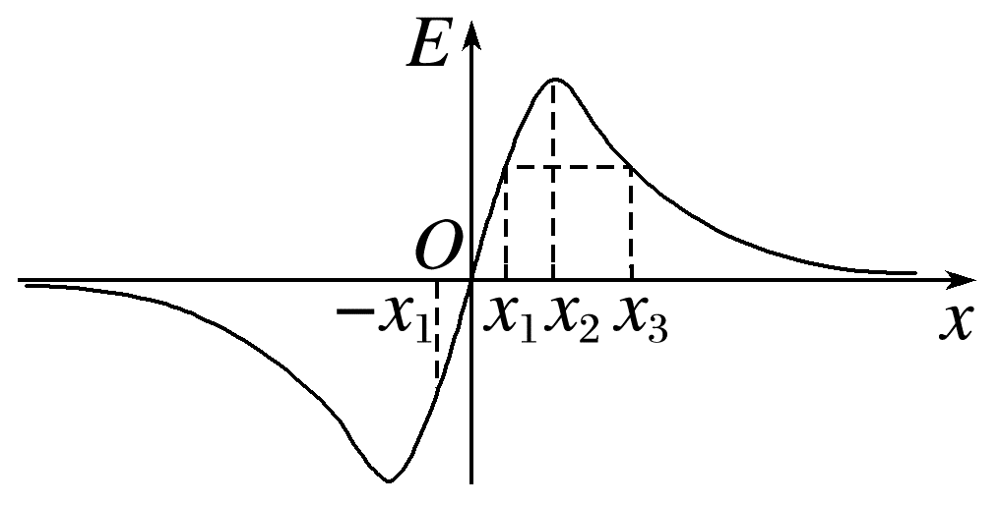 E
O
−x₁ x₁ x₂ x₃
x